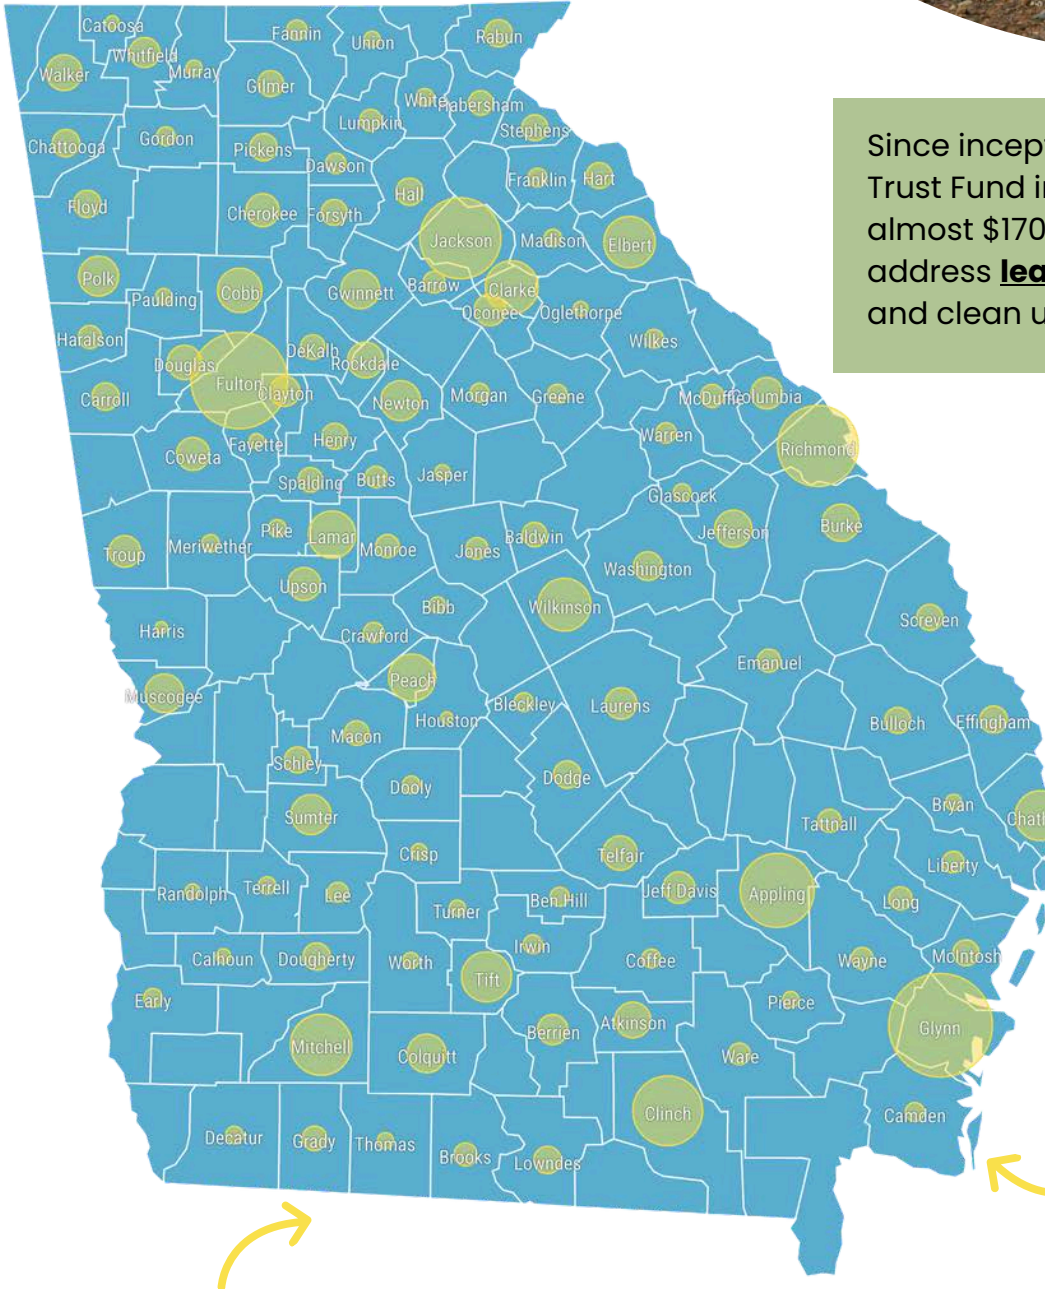 Catoosa
Fannin
Union
Rabun
Whitfield
Walker
Murray
Gilmer
White
Habersham
Lumpkin
Stephens
Chattooga
Gordon
Pickens
Dawson
Franklin
Hart
Hall
Floyd
Cherokee
Forsyth
Jackson
Madison
Elbert
Since incep
Trust Fund i
almost $170
address lea
and clean u
Polk
Paulding
Cobb
Gwinnett
Barrow
Clarke
Oconee
Oglethorpe
Haralson
Wilkes
Douglas
DeKalb
Rockdale
Fulton
Clayton
Carroll
Newton
Morgan
Greene
McDuffie
Columbia
Coweta
Fayette
Henry
Warren
Richmond
Spalding
Butts
Jasper
Glascock
Troup
Meriwether
Pike
Lamar
Monroe
Jones
Baldwin
Jefferson
Burke
Washington
Upson
Bibb
Wilkinson
Harris
Crawford
Screven
Emanuel
Muscogee
Peach
Houston
Bleckley
Laurens
Bulloch
Effingham
Macon
Schley
Dooly
Dodge
Sumter
Tattnall
Bryan
Chath
Crisp
Telfair
Liberty
Randolph
Terrell
Lee
Turner
Ben Hill
Jeff Davis
Appling
Long
Calhoun
Dougherty
Worth
Irwin
Coffee
Wayne
McIntosh
Tift
Early
Pierce
Mitchell
Colquitt
Berrien
Atkinson
Ware
Glynn
Clinch
Camden
Decatur
Grady
Thomas
Brooks
Lowndes